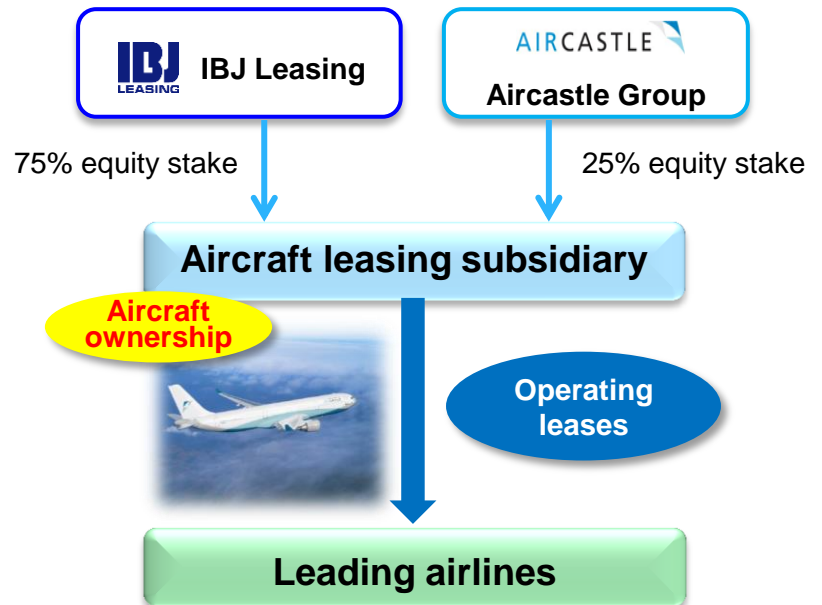 IBJ
LEASING
IBJ Leasing
AIRCASTLE
Aircastle Group
75% equity stake
25% equity stake
Aircraft leasing subsidiary
Aircraft
ownership
Operating
leases
Leading airlines